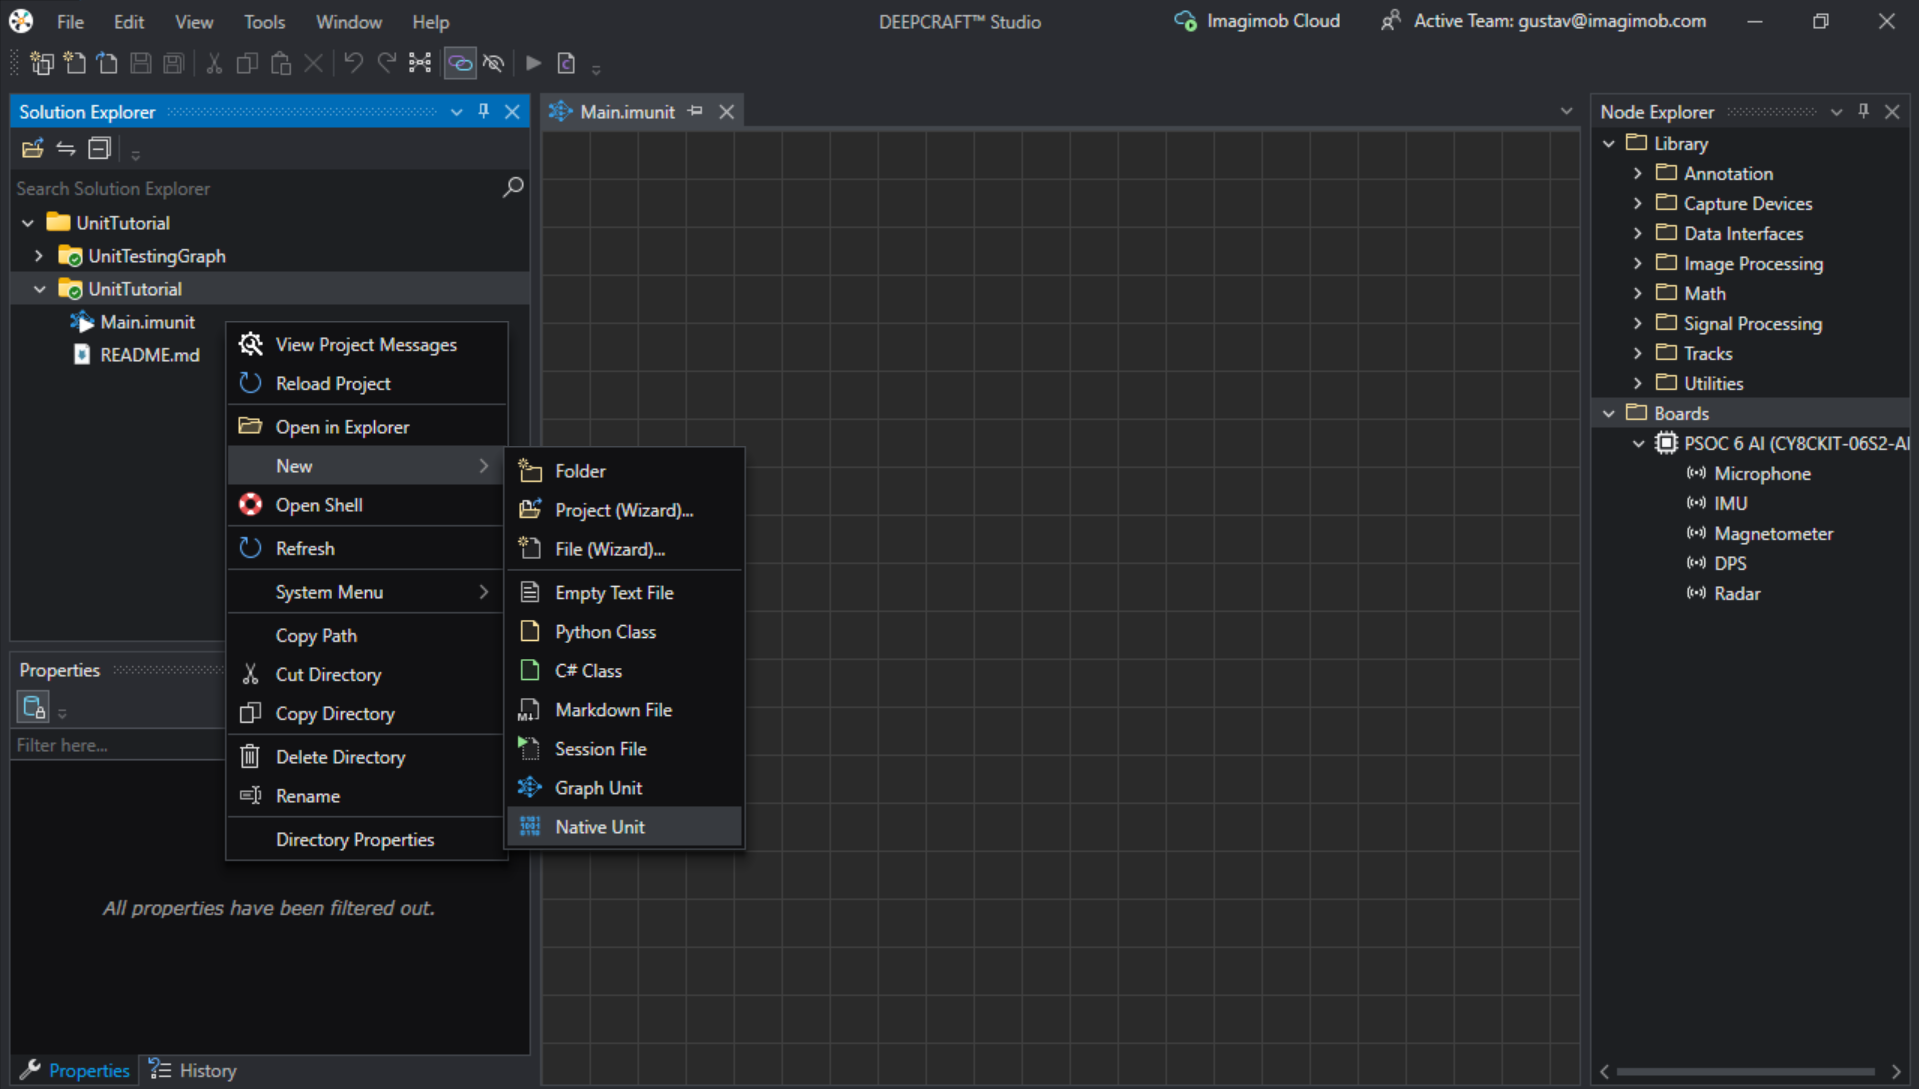 File Edit View Tools Window Help
DEEPCRAFT™ Studio
Imagimob Cloud
Active Team: gustav@imagimob.com
Solution Explorer
Search Solution Explorer
UnitTutorial
UnitTestingGraph
UnitTutorial
Main.imunit
README.md
View Project Messages
Reload Project
Open in Explorer
New
Open Shell
Refresh
System Menu
Copy Path
Cut Directory
Copy Directory
Delete Directory
Rename
Directory Properties
Folder
Project (Wizard)...
File (Wizard)...
Empty Text File
Python Class
C# Class
Markdown File
Session File
Graph Unit
Native Unit
Properties
Filter here...
All properties have been filtered out.
Properties
History
Main.imunit
Node Explorer
Library
Annotation
Capture Devices
Data Interfaces
Image Processing
Math
Signal Processing
Tracks
Utilities
Boards
PSOC 6 AI (CY8CKIT-06S2-AI
Microphone
IMU
Magnetometer
DPS
Radar